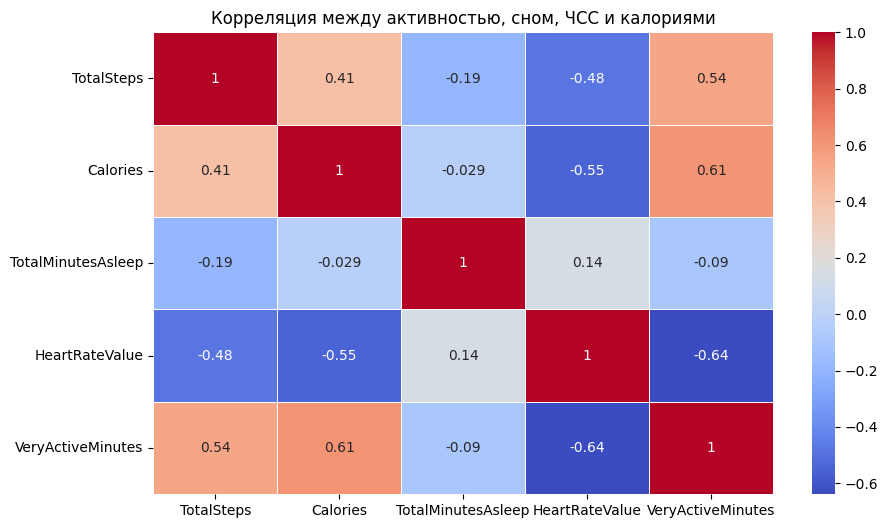 Корреляция между активностью, сном, ЧСС и калориями
TotalSteps 1 0.41 -0.19 -0.48 0.54
Calories 0.41 1 -0.029 -0.55 0.61
TotalMinutesAsleep -0.19 -0.029 1 0.14 -0.09
HeartRateValue -0.48 -0.55 0.14 1 -0.64
VeryActiveMinutes 0.54 0.61 -0.09 -0.64 1
TotalSteps Calories TotalMinutesAsleep HeartRateValue VeryActiveMinutes
1.0
0.8
0.6
0.4
0.2
0.0
−0.2
−0.4
−0.6